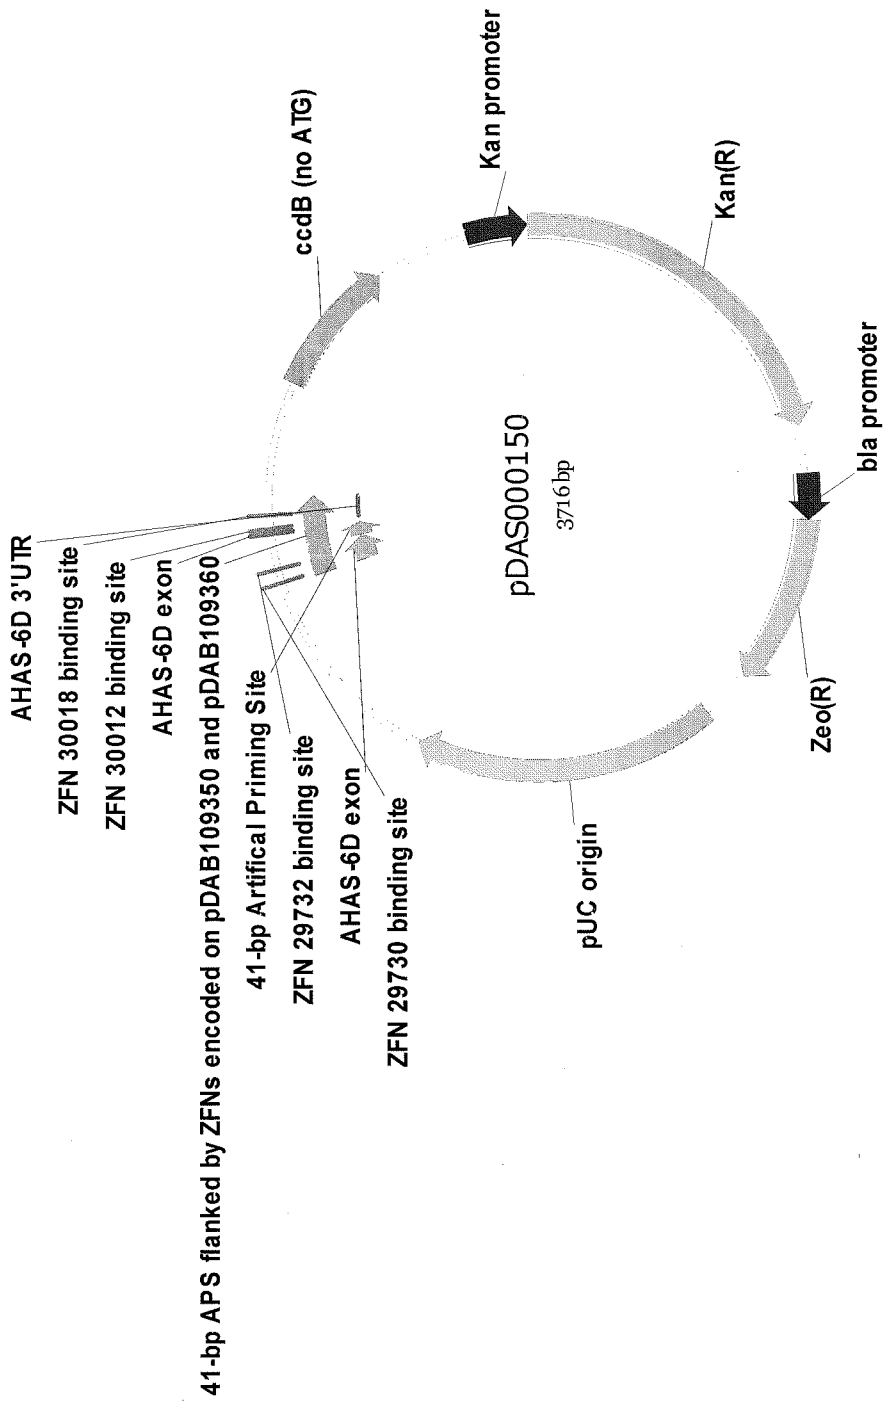 AHAS-6D 3'UTR
ZFN 30018 binding site
ZFN 30012 binding site
AHAS-6D exon
41-bp APS flanked by ZFNs encoded on pDAB109350 and pDAB109360
41-bp Artifical Priming Site
ZFN 29732 binding site
AHAS-6D exon
ZFN 29730 binding site
ccdB (no ATG)
Kan promoter
Kan(R)
pDAS000150
3716 bp
bla promoter
Zeo(R)
pUC origin